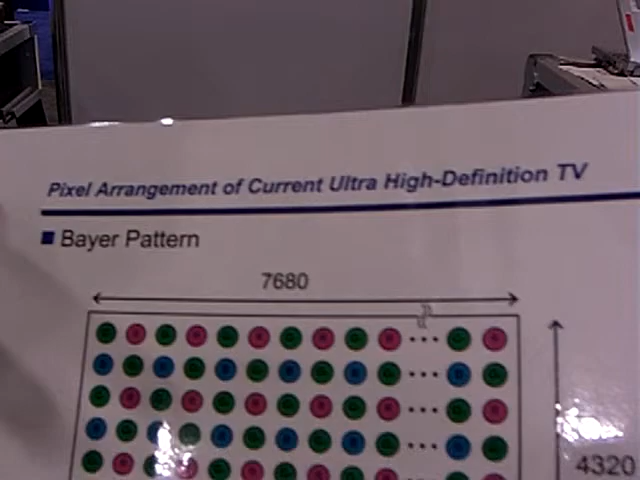 Pixel Arrangement of Current Ultra High-Definition TV
Bayer Pattern
7680
4320